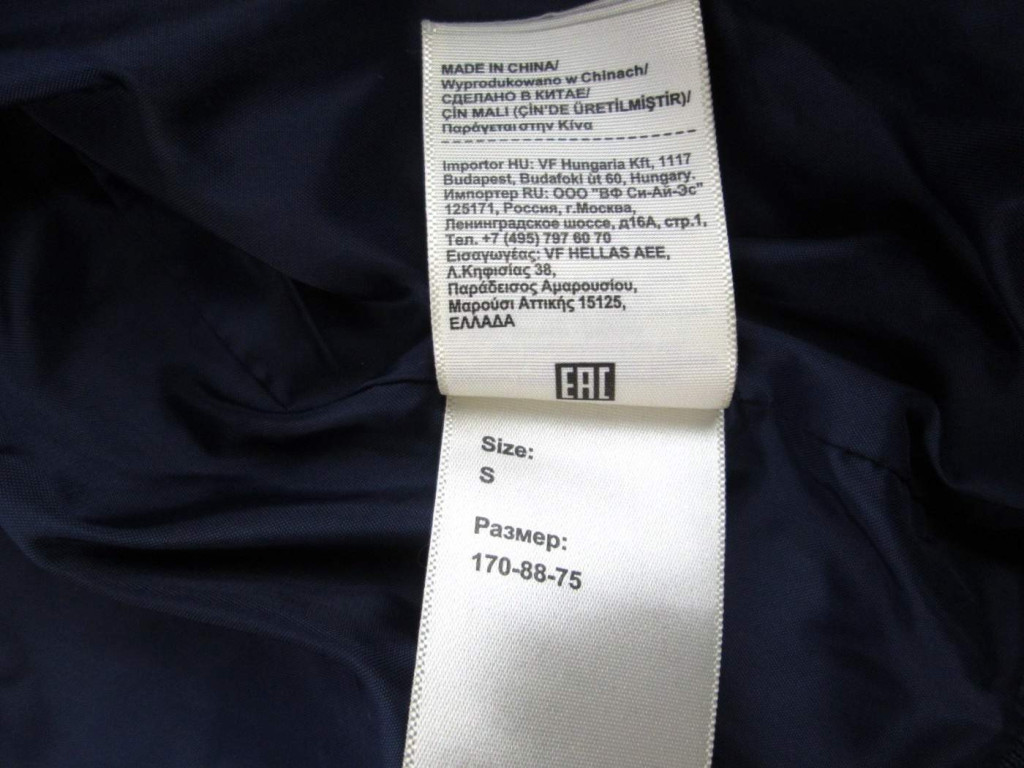 MADE IN CHINA/
Wyprodukowano w Chinach/
СДЕЛАНО В КИТАЕ/
ÇİN MALI (ÇİN'DE ÜRETİLMİŞTİR)/
Παράγεται στην Κίνα
Importor HU: VF Hungaria Kft, 1117
Budapest, Budafoki út 60, Hungary.
Импортер RU: ООО "ВФ Си-Ай-Эс"
125171, Россия, г.Москва,
Ленинградское шоссе, д16А, стр.1,
Тел. +7 (495) 797 60 70
Εισαγωγέας: VF HELLAS AEE,
Λ.Κηφισίας 38,
Παράδεισος Αμαρουσίου,
Μαρούσι Αττικής 15125,
ΕΛΛΑΔΑ
EAC
Size:
S
Размер:
170-88-75